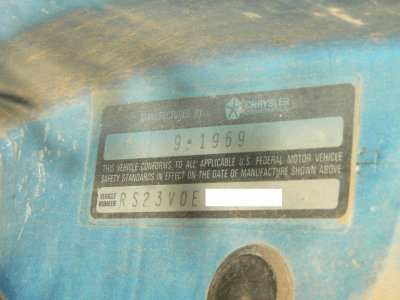 MANUFACTURED BY CHRYSLER CORPORATION
9•1969
THIS VEHICLE CONFORMS TO ALL APPLICABLE U.S. FEDERAL MOTOR VEHICLE
SAFETY STANDARDS IN EFFECT ON THE DATE OF MANUFACTURE SHOWN ABOVE
VEHICLE NUMBER RS23V0E